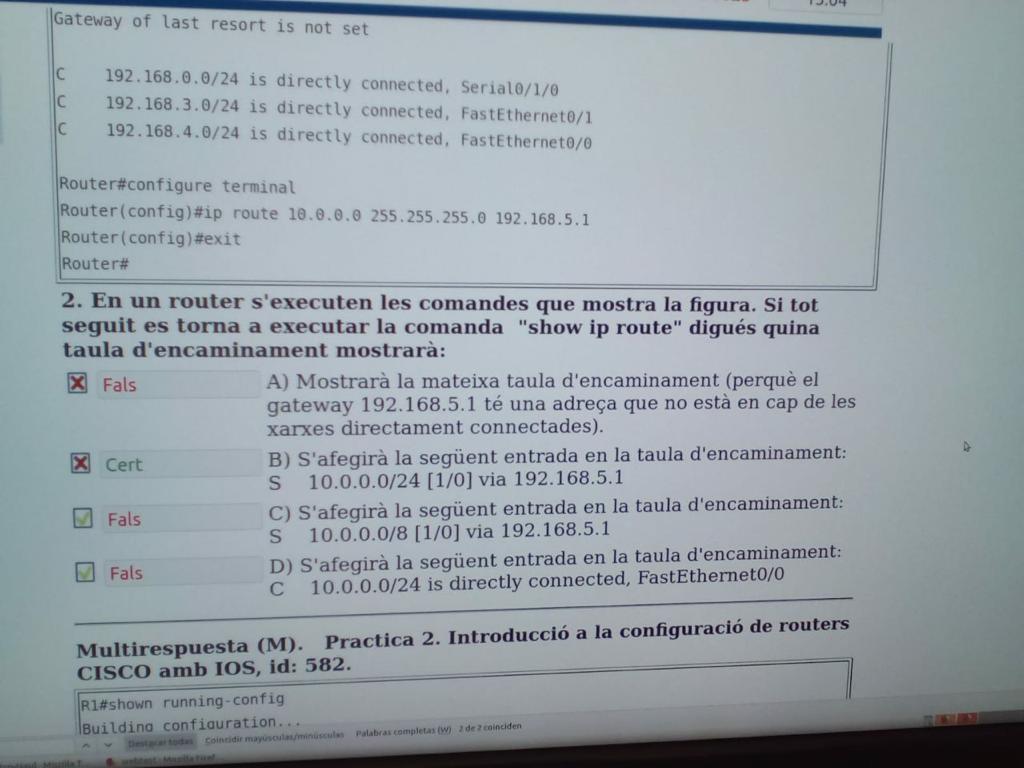 15:04
Gateway of last resort is not set
C 192.168.0.0/24 is directly connected, Serial0/1/0
C 192.168.3.0/24 is directly connected, FastEthernet0/1
C 192.168.4.0/24 is directly connected, FastEthernet0/0
Router#configure terminal
Router(config)#ip route 10.0.0.0 255.255.255.0 192.168.5.1
Router(config)#exit
Router#
2. En un router s'executen les comandes que mostra la figura. Si tot
seguit es torna a executar la comanda "show ip route" digués quina
taula d'encaminament mostrarà:
Fals A) Mostrarà la mateixa taula d'encaminament (perquè el
gateway 192.168.5.1 té una adreça que no està en cap de les
xarxes directament connectades).
Cert B) S'afegirà la següent entrada en la taula d'encaminament:
S 10.0.0.0/24 [1/0] via 192.168.5.1
Fals C) S'afegirà la següent entrada en la taula d'encaminament:
S 10.0.0.0/8 [1/0] via 192.168.5.1
Fals D) S'afegirà la següent entrada en la taula d'encaminament:
C 10.0.0.0/24 is directly connected, FastEthernet0/0
Multirespuesta (M). Practica 2. Introducció a la configuració de routers
CISCO amb IOS, id: 582.
R1#shown running-config
Building configuration...
Destacar todas Coincidir mayúsculas/minúsculas Palabras completas (W) 2 de 2 coinciden